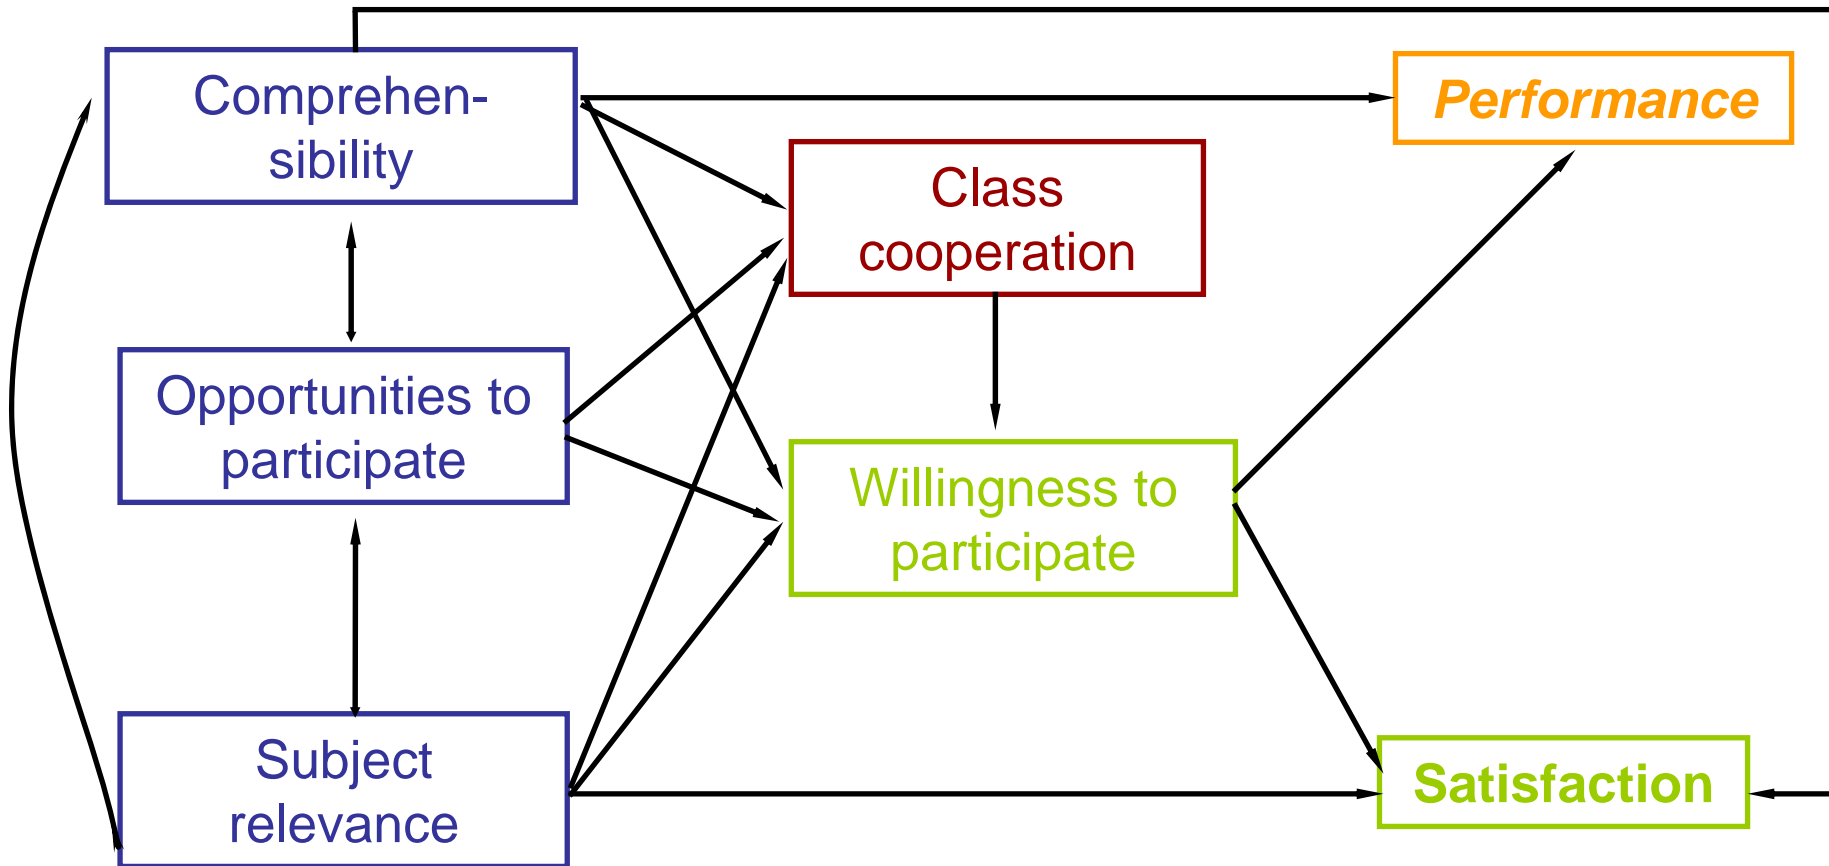 Comprehen-
sibility
Performance
Class
cooperation
Opportunities to
participate
Willingness to
participate
Subject
relevance
Satisfaction